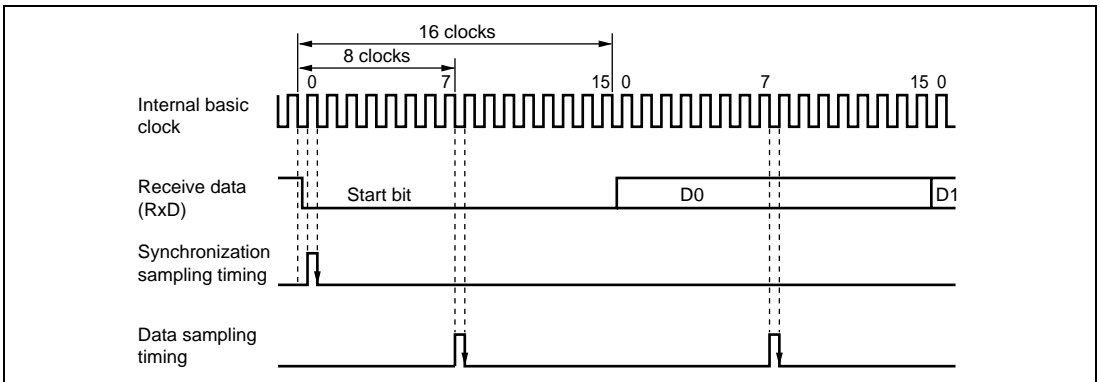 16 clocks
8 clocks
0 7 15 0 7 15 0
Internal basic
clock
Receive data
(RxD)
Start bit D0 D1
Synchronization
sampling timing
Data sampling
timing